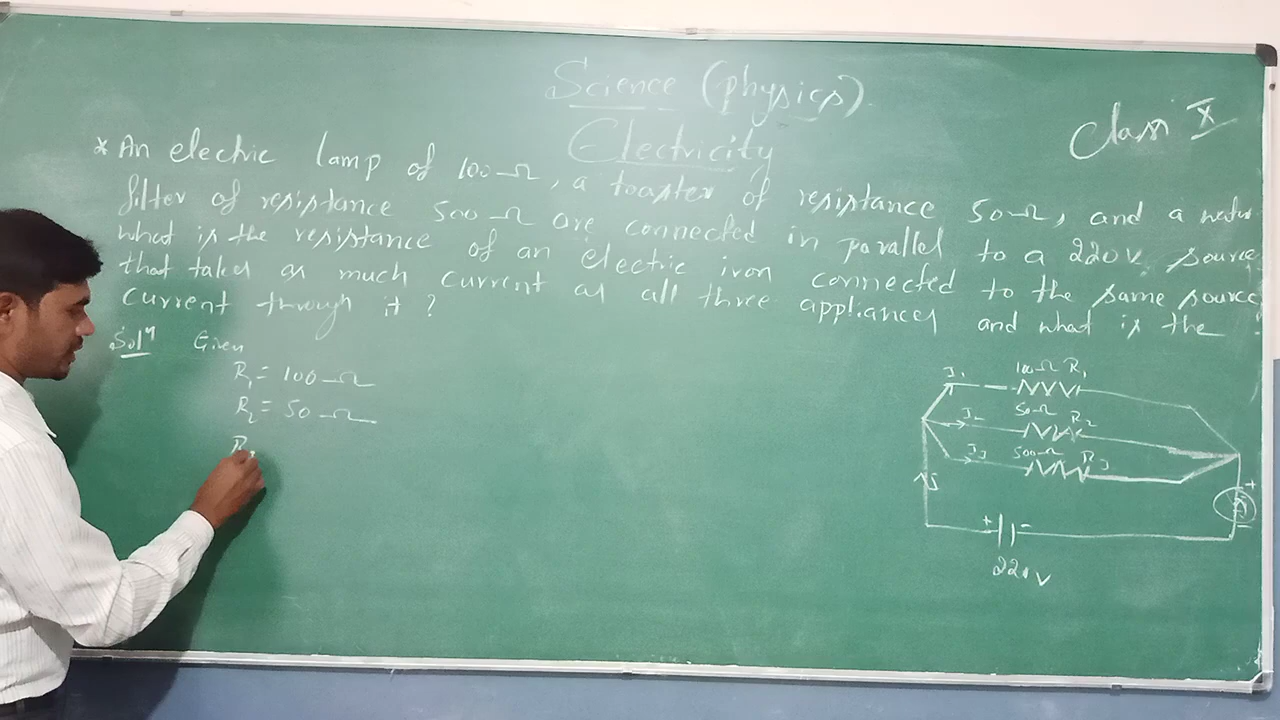 Science (physics)
Class X
Electricity
* An electric lamp of 100 Ω, a toaster of resistance 50 Ω, and a water
filter of resistance 500 Ω are connected in parallel to a 220V source
what is the resistance of an electric iron connected to the same source
that takes as much current as all three appliances and what is the
current through it ?
Solⁿ Given
R₁ = 100 Ω
R₂ = 50 Ω
R
I₁ 100 Ω R₁
I₂ 50 Ω R₂
I₃ 500 Ω R₃
I
+ -
+
-
220V